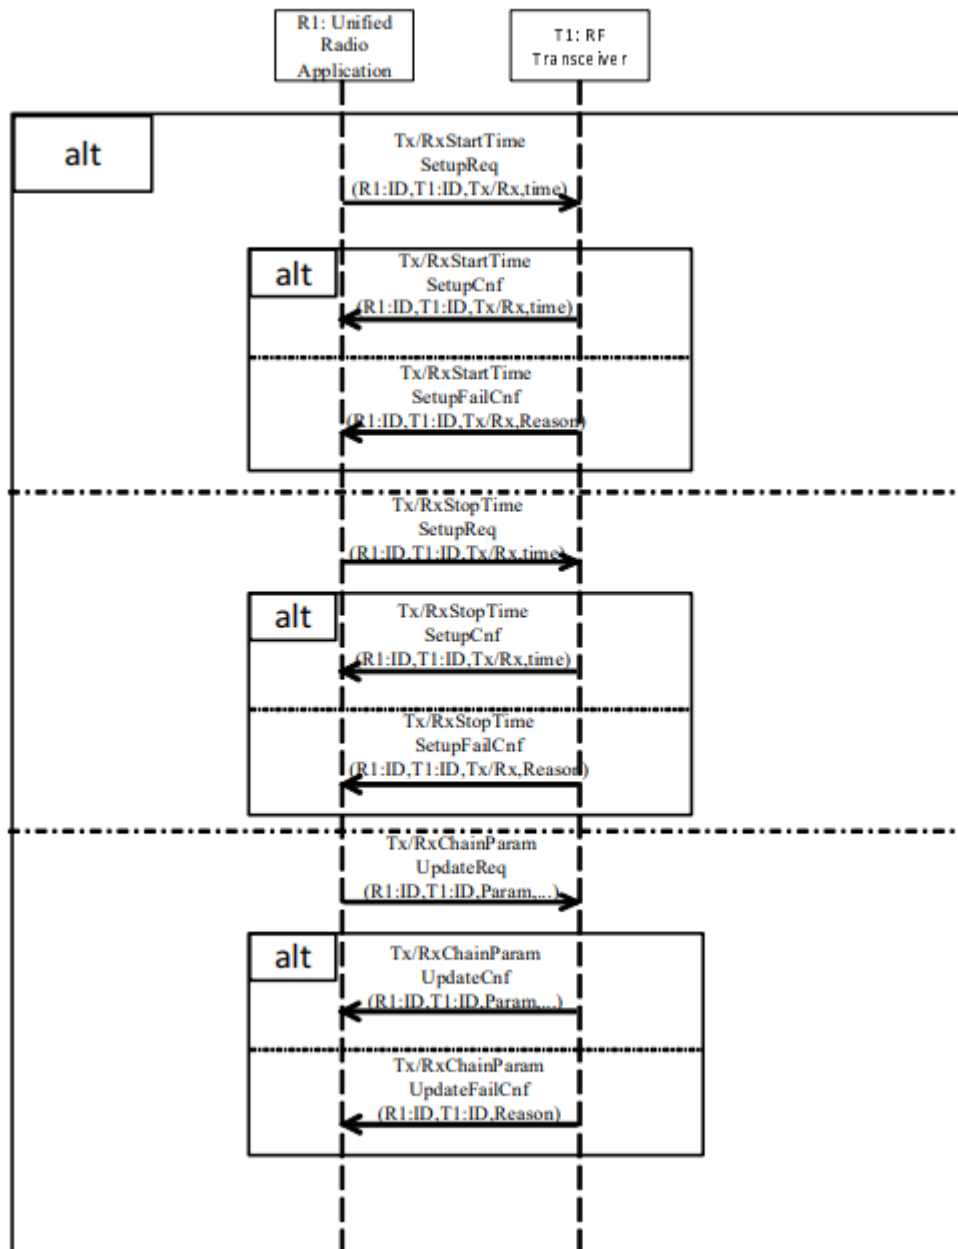 R1: Unified
Radio
Application
T1: RF
Transceiver
alt
Tx/RxStartTime
SetupReq
(R1:ID,T1:ID,Tx/Rx,time)
alt
Tx/RxStartTime
SetupCnf
(R1:ID,T1:ID,Tx/Rx,time)
Tx/RxStartTime
SetupFailCnf
(R1:ID,T1:ID,Tx/Rx,Reason)
Tx/RxStopTime
SetupReq
(R1:ID,T1:ID,Tx/Rx,time)
alt
Tx/RxStopTime
SetupCnf
(R1:ID,T1:ID,Tx/Rx,time)
Tx/RxStopTime
SetupFailCnf
(R1:ID,T1:ID,Tx/Rx,Reason)
Tx/RxChainParam
UpdateReq
(R1:ID,T1:ID,Param,...)
alt
Tx/RxChainParam
UpdateCnf
(R1:ID,T1:ID,Param,...)
Tx/RxChainParam
UpdateFailCnf
(R1:ID,T1:ID,Reason)